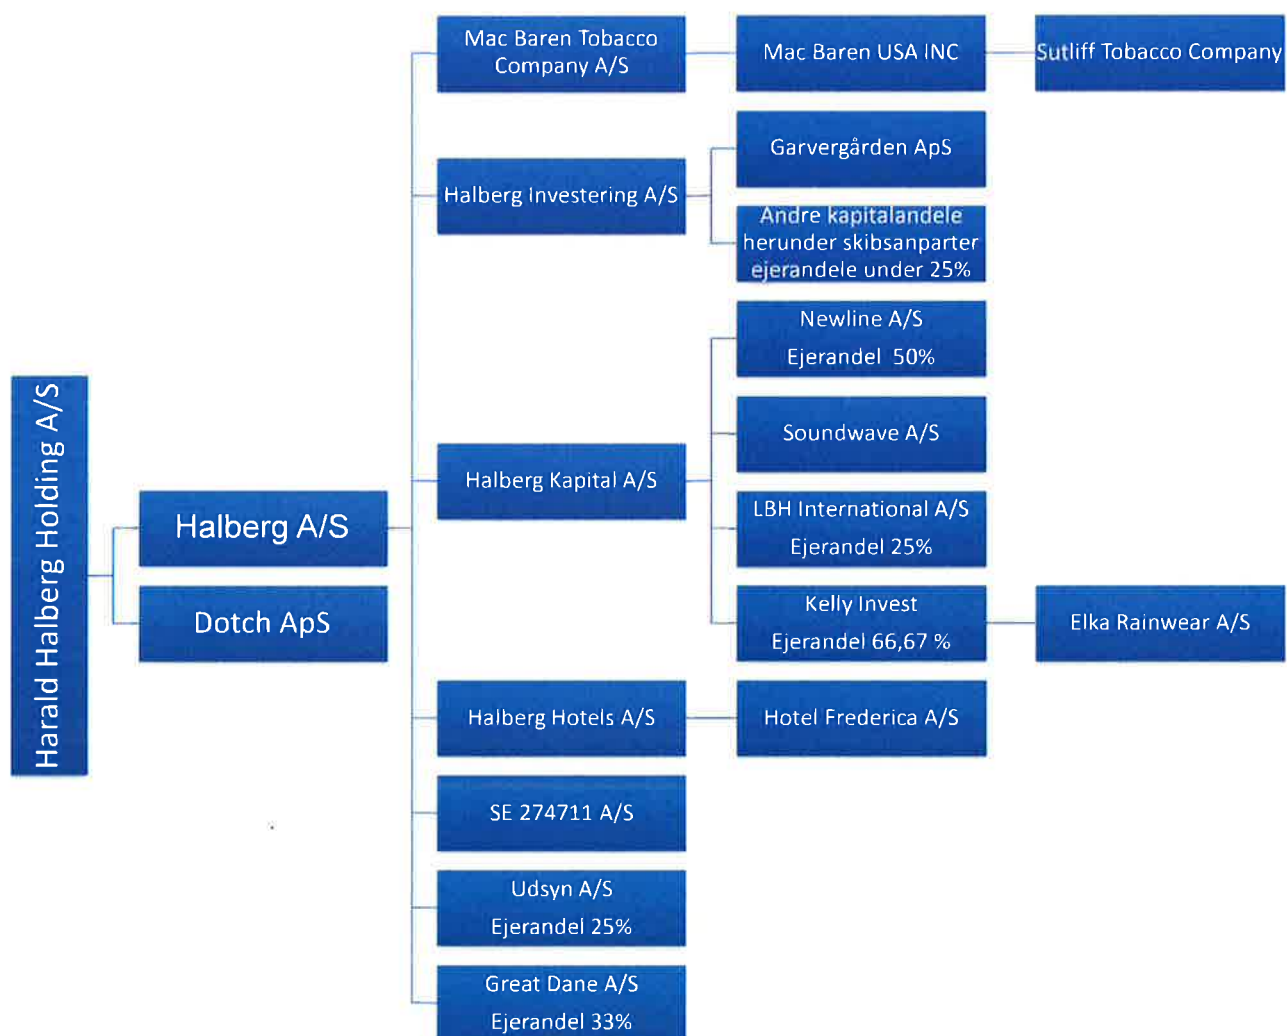 Harald Halberg Holding A/S
Halberg A/S
Dotch ApS
Mac Baren Tobacco
Company A/S
Mac Baren USA INC
Sutliff Tobacco Company
Halberg Investering A/S
Garvergården ApS
Andre kapitalandele
herunder skibsanparter
ejerandele under 25%
Halberg Kapital A/S
Newline A/S
Ejerandel 50%
Soundwave A/S
LBH International A/S
Ejerandel 25%
Kelly Invest
Ejerandel 66,67 %
Elka Rainwear A/S
Halberg Hotels A/S
Hotel Frederica A/S
SE 274711 A/S
Udsyn A/S
Ejerandel 25%
Great Dane A/S
Ejerandel 33%